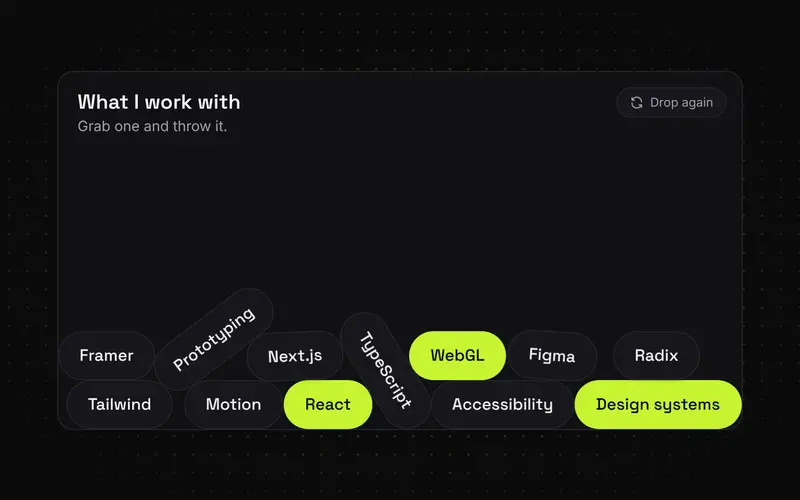 What I work with
Drop again
Grab one and throw it.
Prototyping
TypeScript
Framer
Next.js
WebGL
Figma
Radix
Tailwind
Motion
React
Accessibility
Design systems